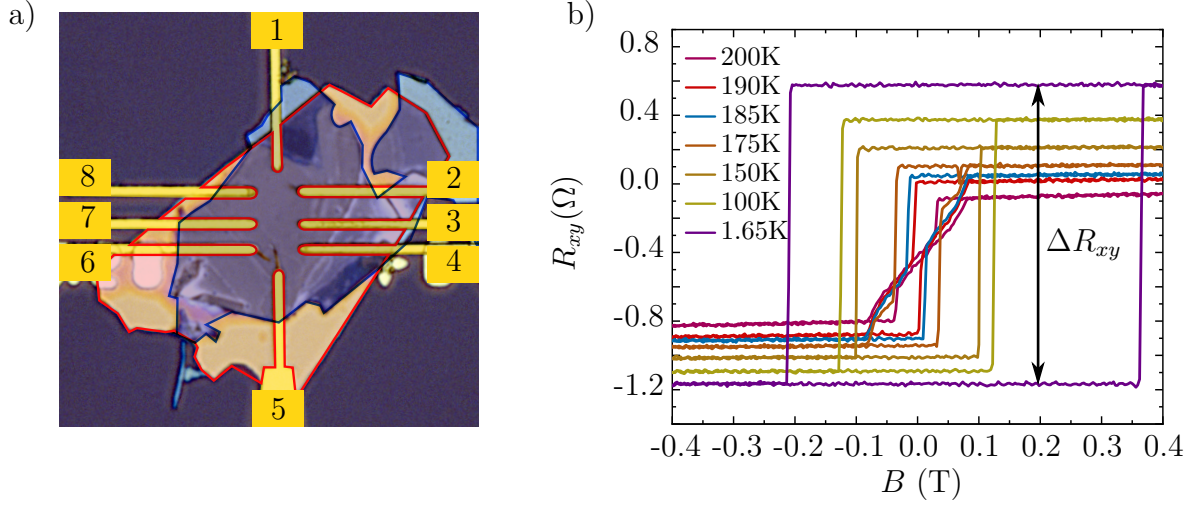 a)
1
8
2
7
3
6
4
5
b)
R_{xy}(Ω)
0.8
0.4
0.0
-0.4
-0.8
-1.2
200K
190K
185K
175K
150K
100K
1.65K
ΔR_{xy}
-0.4 -0.3 -0.2 -0.1 0.0 0.1 0.2 0.3 0.4
B (T)